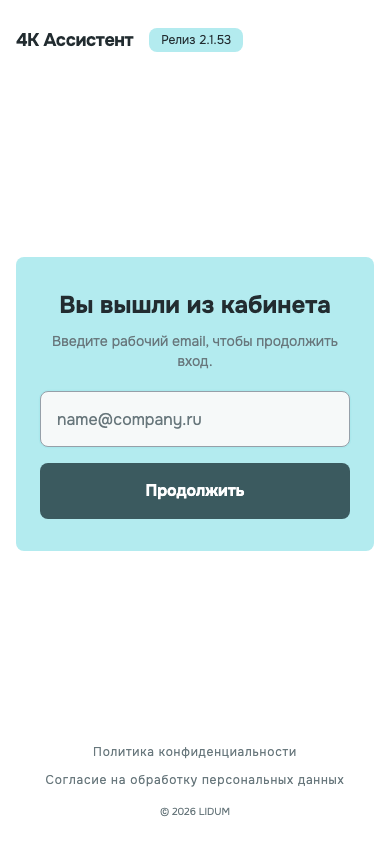 4K Ассистент
Релиз 2.1.53
Вы вышли из кабинета
Введите рабочий email, чтобы продолжить
вход.
name@company.ru
Продолжить
Политика конфиденциальности
Согласие на обработку персональных данных
© 2026 LIDUM